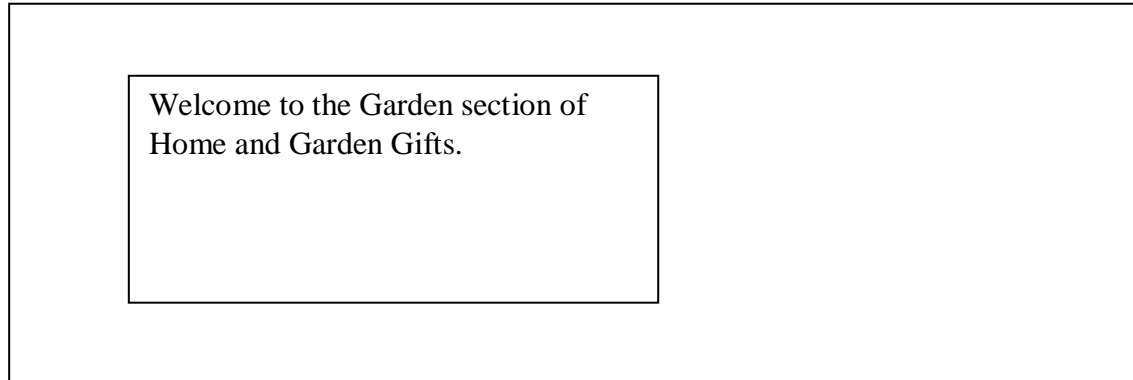 Welcome to the Garden section of
Home and Garden Gifts.